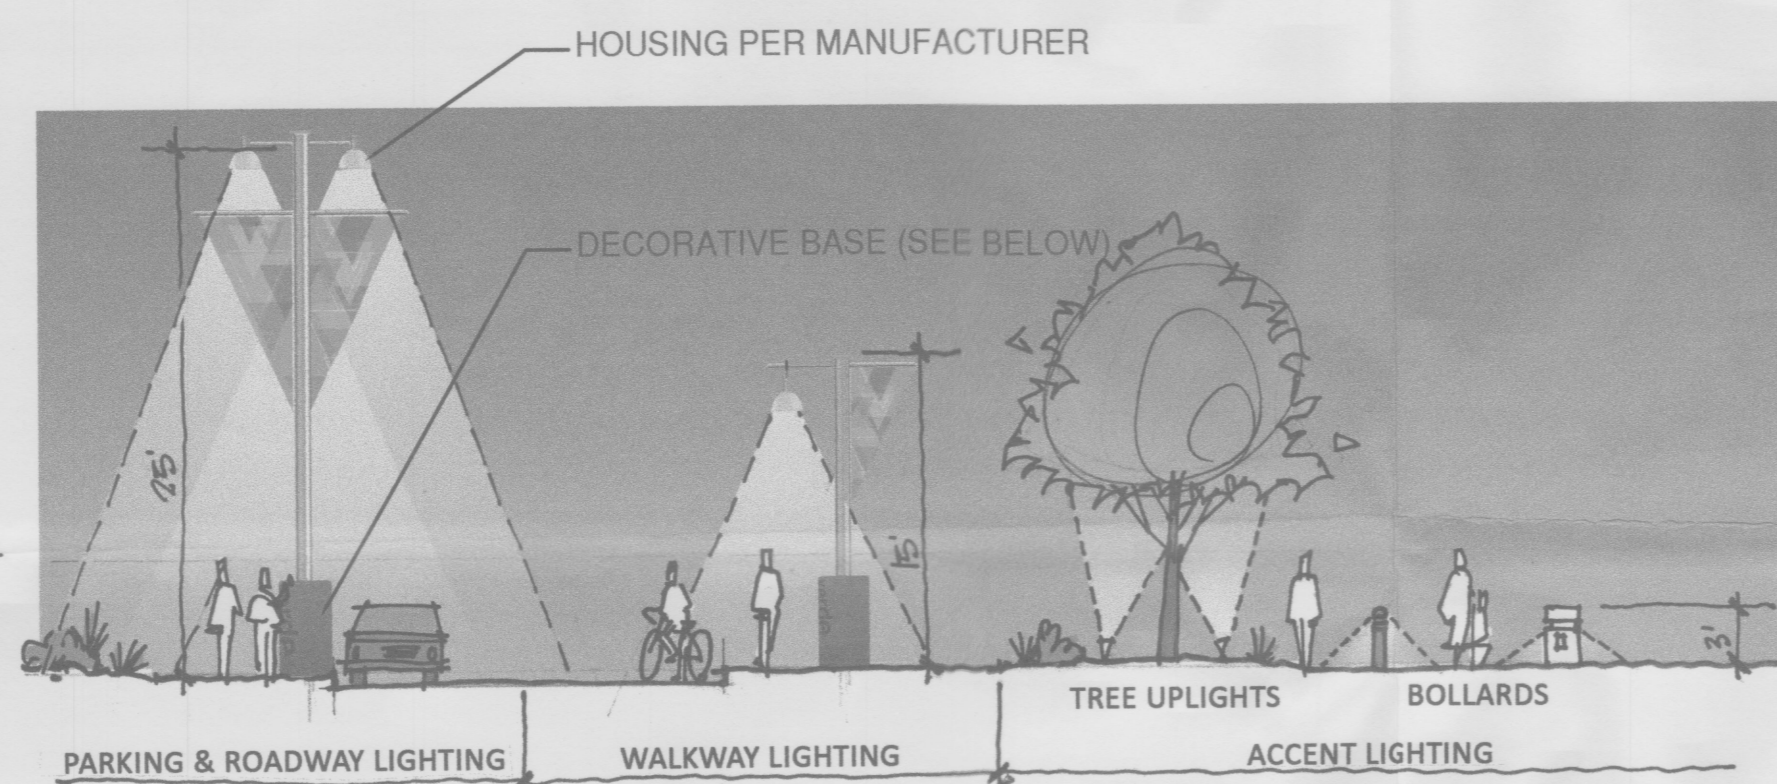 HOUSING PER MANUFACTURER
DECORATIVE BASE (SEE BELOW)
25'
15'
3'
TREE UPLIGHTS
BOLLARDS
PARKING & ROADWAY LIGHTING
WALKWAY LIGHTING
ACCENT LIGHTING